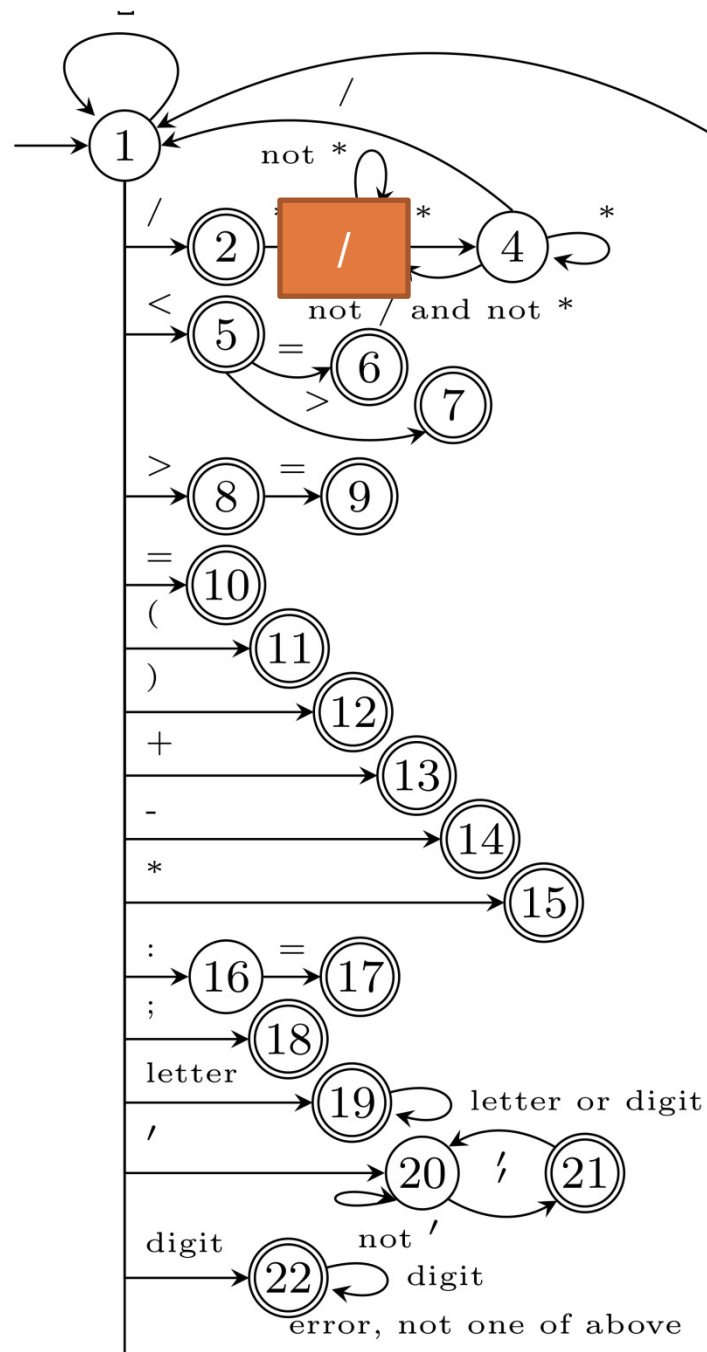 /
1
not *
/ 2 * / * 4 *
not / and not *
< 5 = 6
> 7
> 8 = 9
= 10
( 11
) 12
+ 13
- 14
* 15
: 16 = 17
; 18
letter 19 letter or digit
' 20 ' ' 21
not '
digit 22 digit
error, not one of above